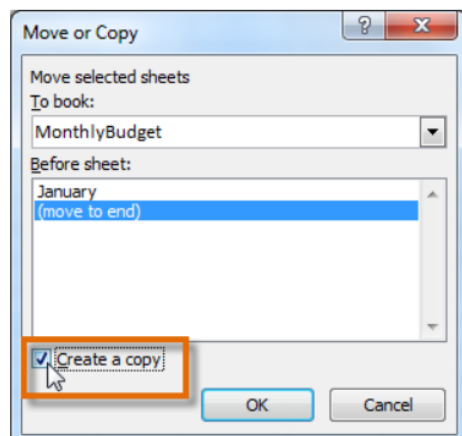 Move or Copy
Move selected sheets
To book:
MonthlyBudget
Before sheet:
January
(move to end)
Create a copy
OK Cancel